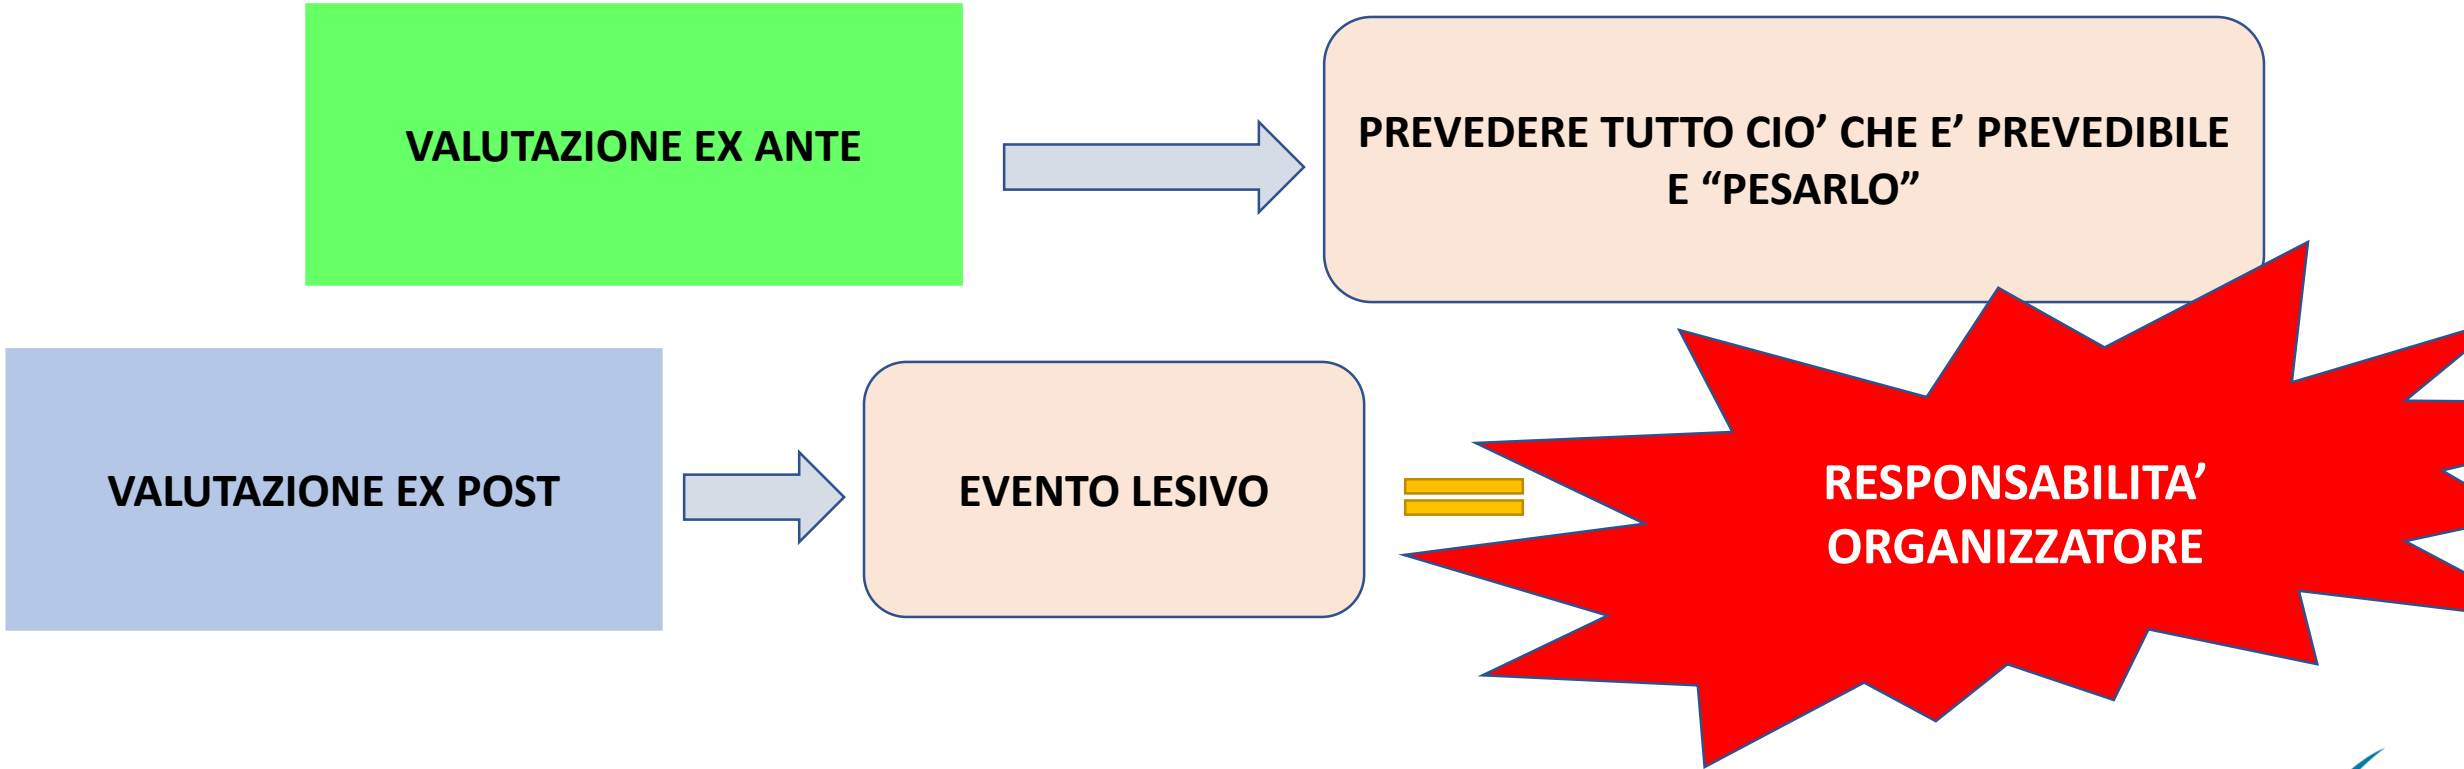 VALUTAZIONE EX ANTE
PREVEDERE TUTTO CIO’ CHE E’ PREVEDIBILE
E “PESARLO”
VALUTAZIONE EX POST
EVENTO LESIVO
RESPONSABILITA’
ORGANIZZATORE